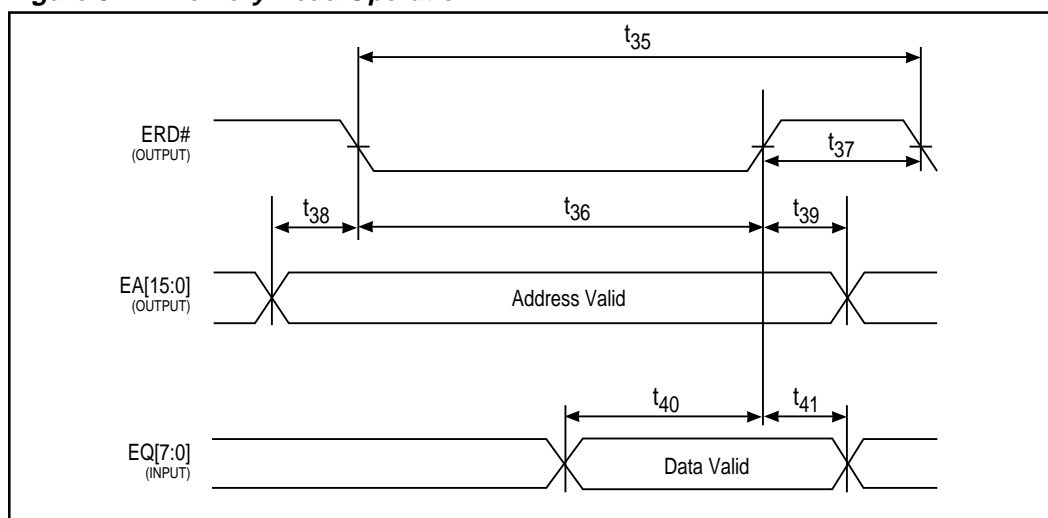 t35
ERD#
(OUTPUT)
t37
t38
t36
t39
EA[15:0]
(OUTPUT)
Address Valid
t40
t41
EQ[7:0]
(INPUT)
Data Valid